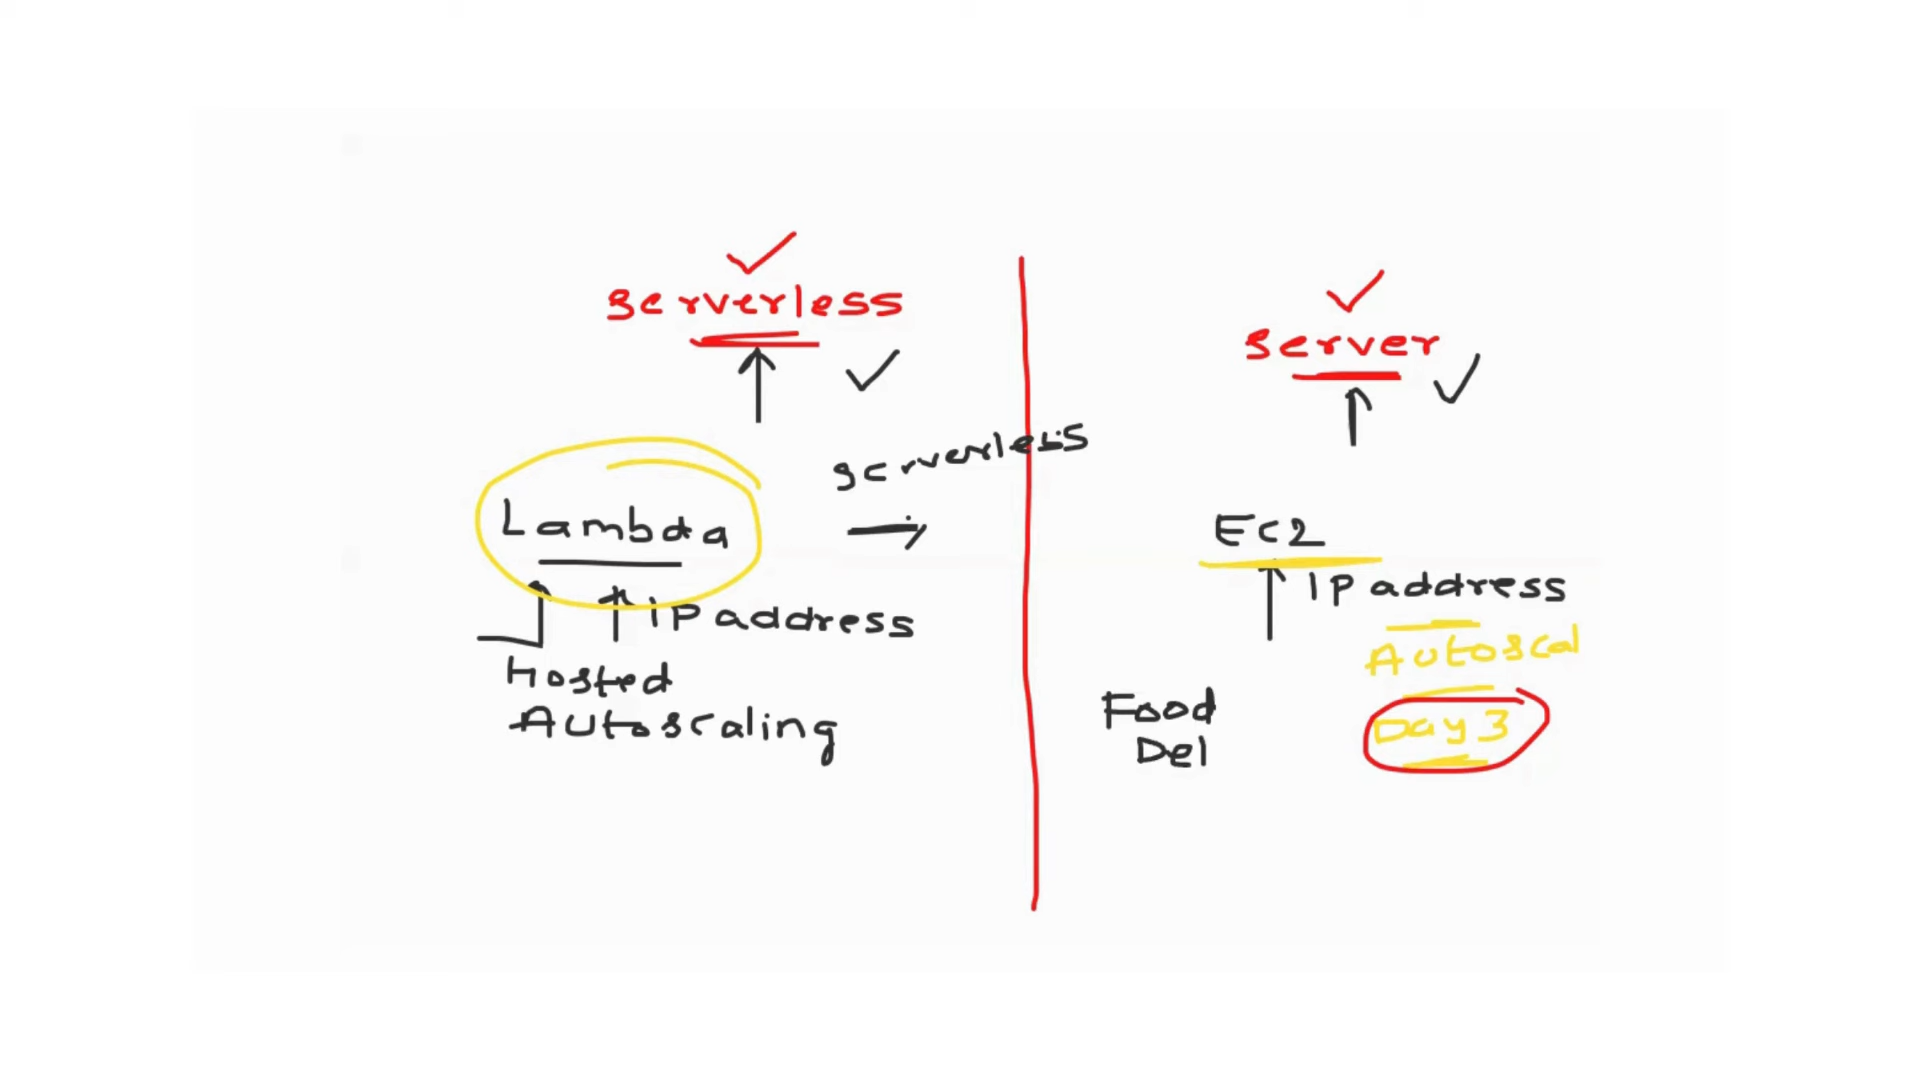 serverless
Lambda
serverless
IP address
Hosted
Autoscaling
server
EC2
IP address
Autoscal
Day 3
Food
Del